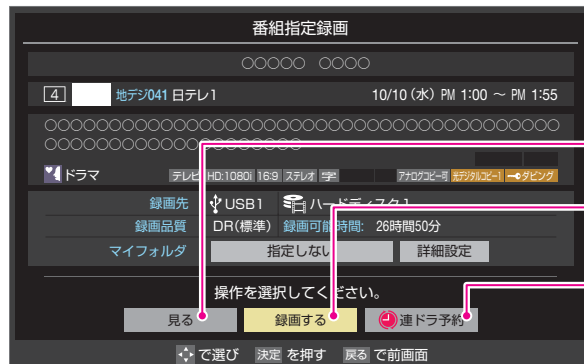 番組指定録画
○○○○○ ○○○○
4 地デジ041 日テレ1 10/10(水) PM 1:00 ～ PM 1:55
○○○○○○○○○○○○○○○○○○○○○○○○○○○○○○○○○○○○○○
○○○○○○○○○○○○○○○○○○○
ドラマ テレビ HD:1080i 16:9 ステレオ 字 アナログコピー可 光デジタルコピー1 ダビング
録画先 USB1 ハードディスク1
録画品質 DR(標準) 録画可能時間: 26時間50分
マイフォルダ 指定しない 詳細設定
操作を選択してください。
見る 録画する 連ドラ予約
で選び 決定 を押す 戻る で前画面